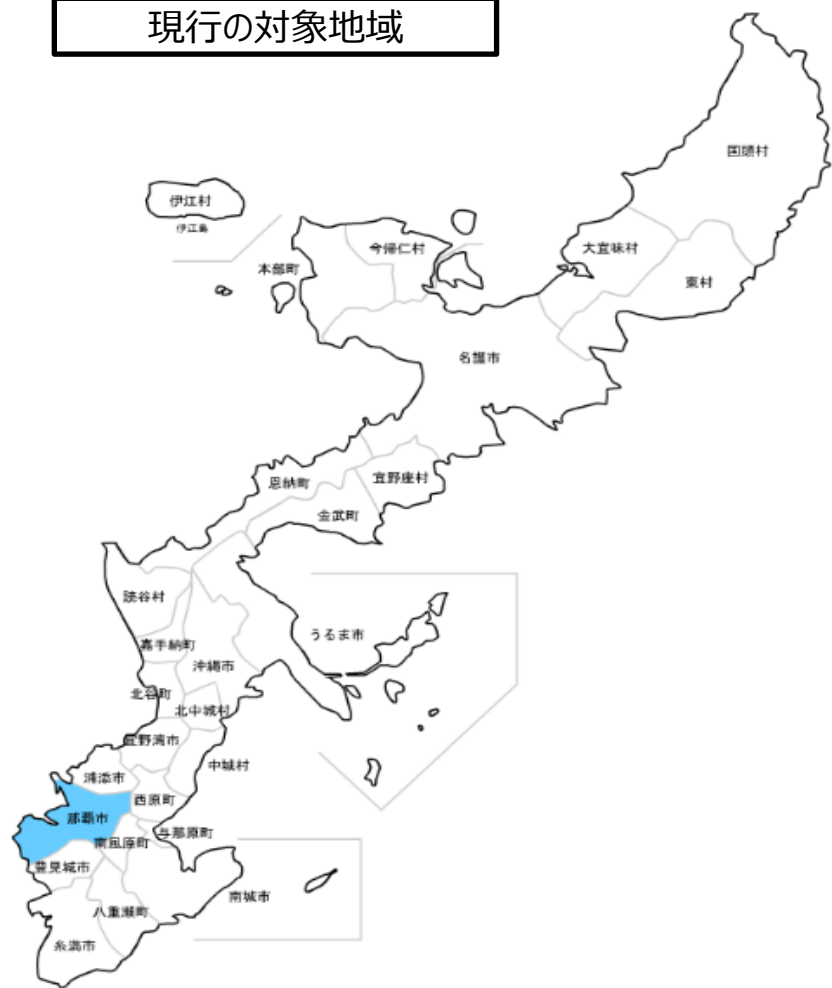 現行の対象地域
国頭村
伊江村
伊江島
今帰仁村
大宜味村
本部町
東村
名護市
恩納町
宜野座村
金武町
読谷村
うるま市
嘉手納町
沖縄市
北谷町
北中城村
宜野湾市
中城村
浦添市
西原町
那覇市
与那原町
南風原町
豊見城市
南城市
八重瀬町
糸満市